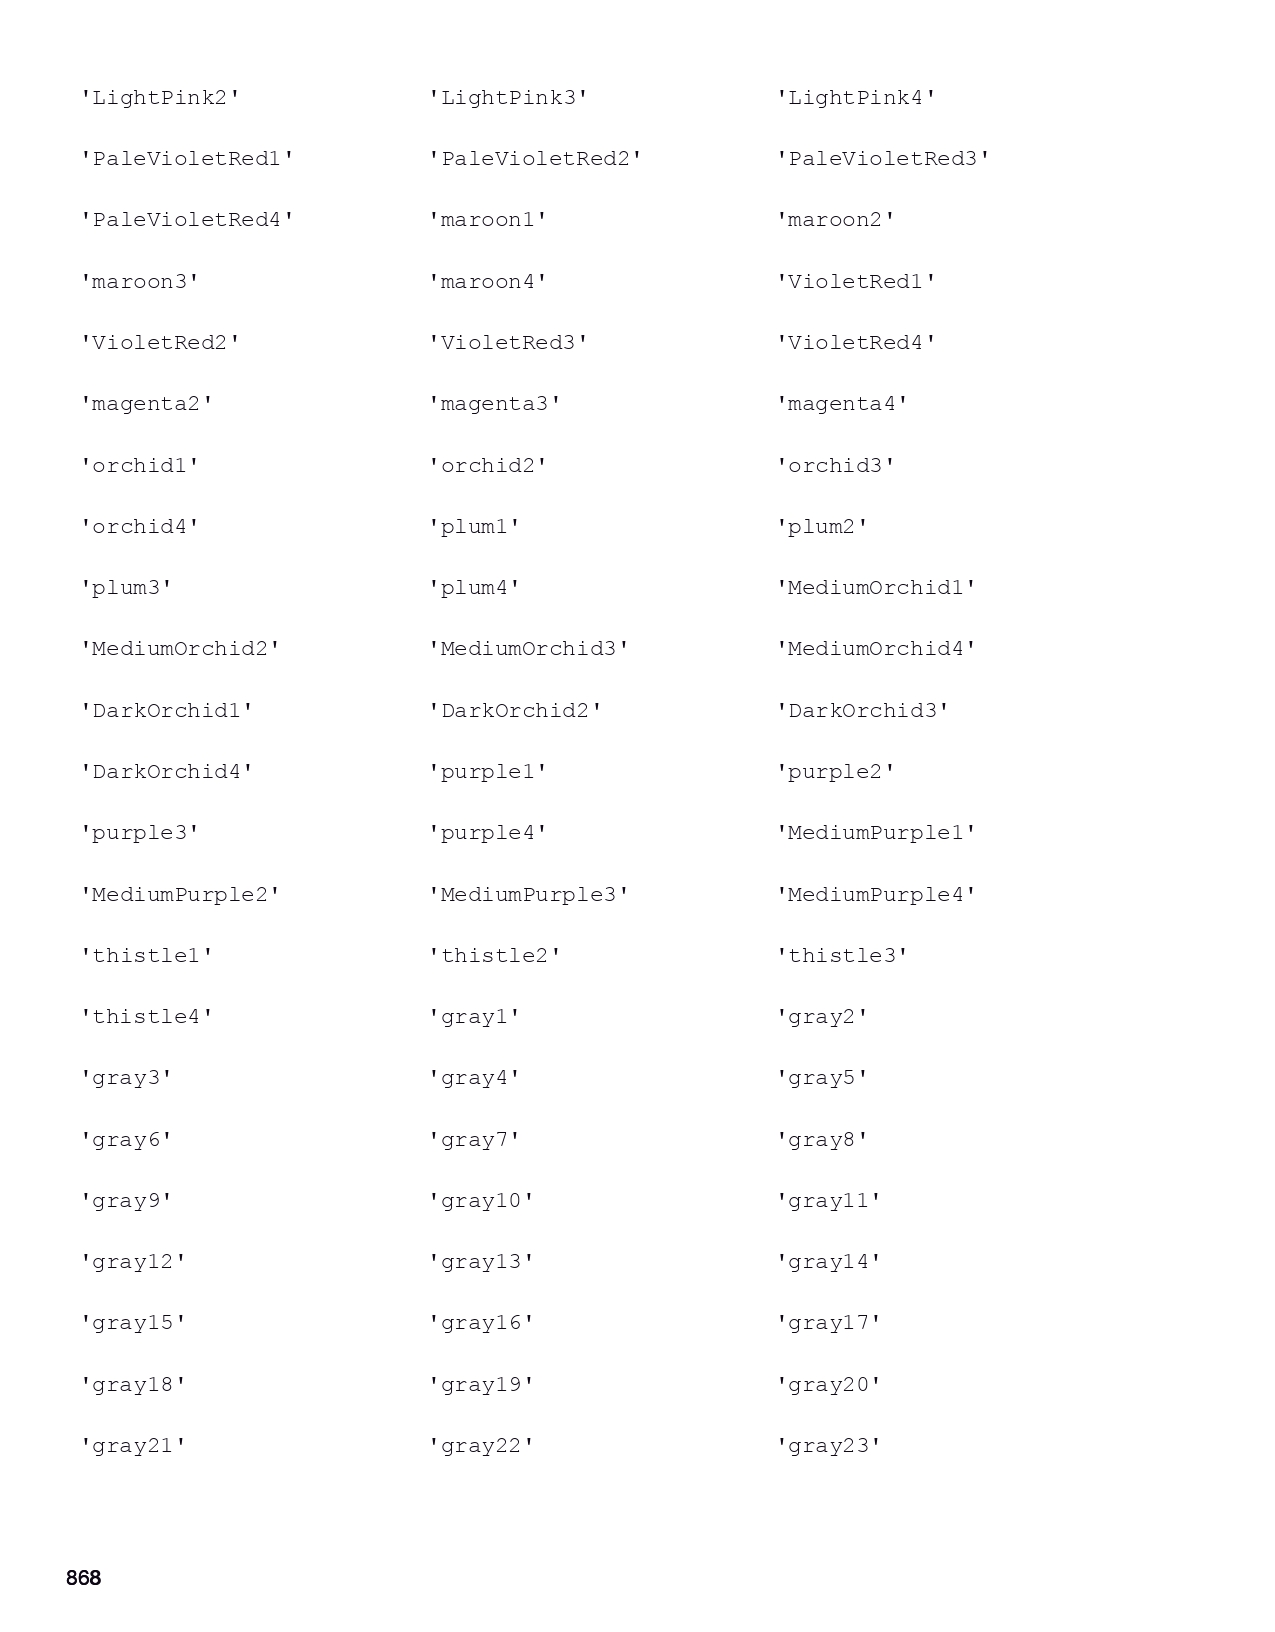 'LightPink2' 'LightPink3' 'LightPink4'
'PaleVioletRed1' 'PaleVioletRed2' 'PaleVioletRed3'
'PaleVioletRed4' 'maroon1' 'maroon2'
'maroon3' 'maroon4' 'VioletRed1'
'VioletRed2' 'VioletRed3' 'VioletRed4'
'magenta2' 'magenta3' 'magenta4'
'orchid1' 'orchid2' 'orchid3'
'orchid4' 'plum1' 'plum2'
'plum3' 'plum4' 'MediumOrchid1'
'MediumOrchid2' 'MediumOrchid3' 'MediumOrchid4'
'DarkOrchid1' 'DarkOrchid2' 'DarkOrchid3'
'DarkOrchid4' 'purple1' 'purple2'
'purple3' 'purple4' 'MediumPurple1'
'MediumPurple2' 'MediumPurple3' 'MediumPurple4'
'thistle1' 'thistle2' 'thistle3'
'thistle4' 'gray1' 'gray2'
'gray3' 'gray4' 'gray5'
'gray6' 'gray7' 'gray8'
'gray9' 'gray10' 'gray11'
'gray12' 'gray13' 'gray14'
'gray15' 'gray16' 'gray17'
'gray18' 'gray19' 'gray20'
'gray21' 'gray22' 'gray23'
868